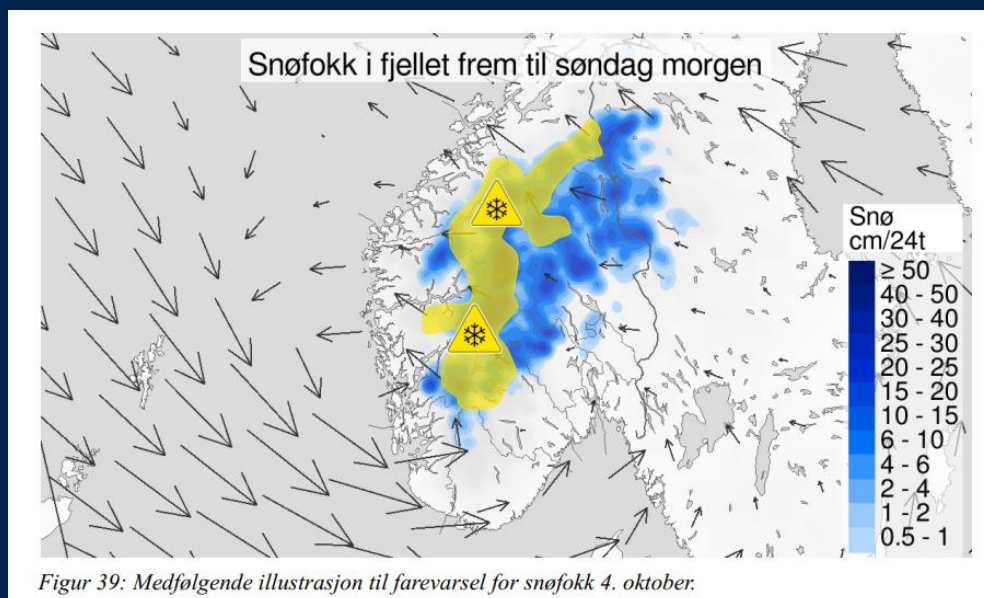 Snøfokk i fjellet frem til søndag morgen
Snø
cm/24t
≥ 50
40 - 50
30 - 40
25 - 30
20 - 25
15 - 20
10 - 15
6 - 10
4 - 6
2 - 4
1 - 2
0.5 - 1
Figur 39: Medfølgende illustrasjon til farevarsel for snøfokk 4. oktober.